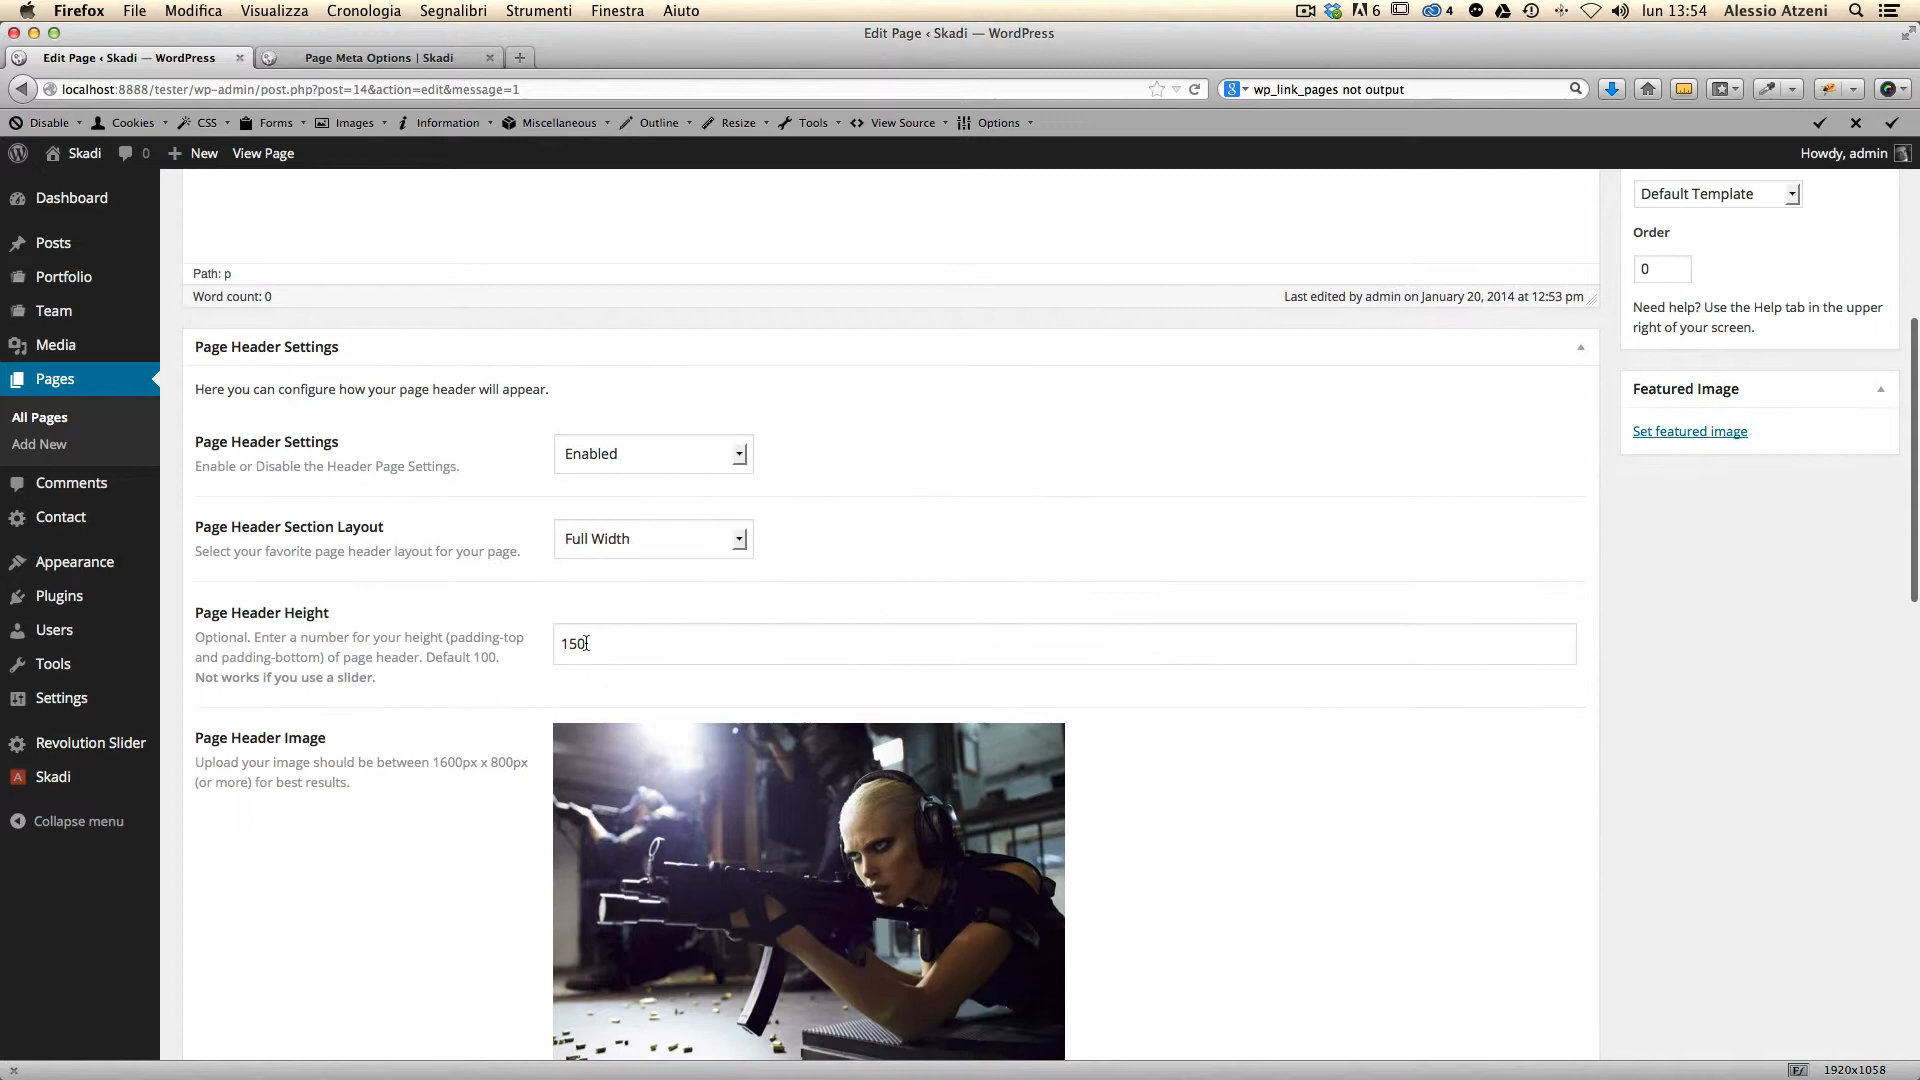 Firefox File Modifica Visualizza Cronologia Segnalibri Strumenti Finestra Aiuto 6 4 lun 13:54 Alessio Atzeni
Edit Page ‹ Skadi — WordPress
Edit Page ‹ Skadi — WordPress Page Meta Options | Skadi
localhost:8888/tester/wp-admin/post.php?post=14&action=edit&message=1 wp_link_pages not output
Disable Cookies CSS Forms Images Information Miscellaneous Outline Resize Tools View Source Options
Skadi 0 New View Page Howdy, admin
Dashboard
Posts
Portfolio
Team
Media
Pages
All Pages
Add New
Comments
Contact
Appearance
Plugins
Users
Tools
Settings
Revolution Slider
Skadi
Collapse menu
Path: p
Word count: 0 Last edited by admin on January 20, 2014 at 12:53 pm
Page Header Settings
Here you can configure how your page header will appear.
Page Header Settings
Enable or Disable the Header Page Settings.
Enabled
Page Header Section Layout
Select your favorite page header layout for your page.
Full Width
Page Header Height
Optional. Enter a number for your height (padding-top
and padding-bottom) of page header. Default 100.
Not works if you use a slider.
150
Page Header Image
Upload your image should be between 1600px x 800px
(or more) for best results.
Default Template
Order
0
Need help? Use the Help tab in the upper
right of your screen.
Featured Image
Set featured image
1920x1058